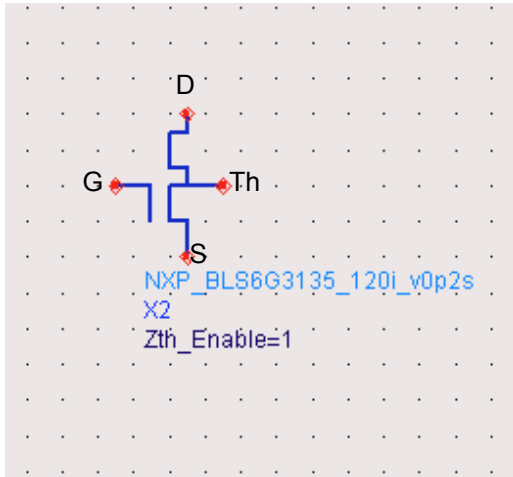 D
G
Th
S
NXP_BLS6G3135_120i_v0p2s
X2
Zth_Enable=1